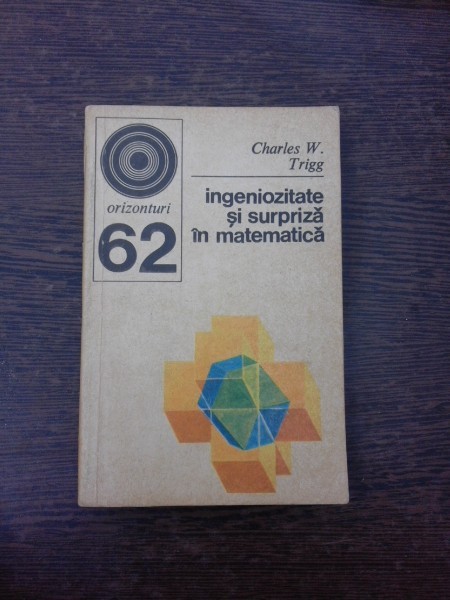 orizonturi
62
Charles W.
Trigg
ingeniozitate
și surpriză
în matematică